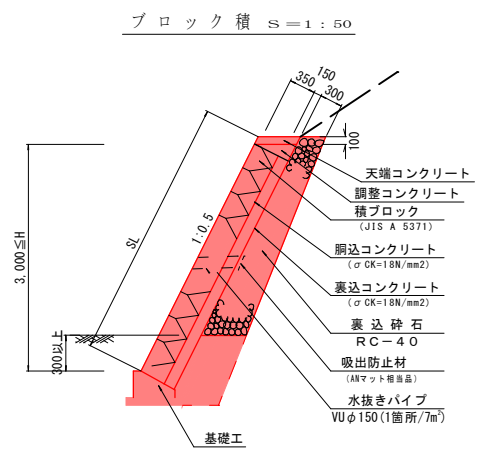 ブロック積 S=1:50
150
350
300
100
天端コンクリート
調整コンクリート
積ブロック
(JIS A 5371)
胴込コンクリート
(σCK=18N/mm2)
裏込コンクリート
(σCK=18N/mm2)
裏込砕石
RC-40
吸出防止材
(ANマット相当品)
水抜きパイプ
VUφ150(1箇所/7㎡)
SL
1:0.5
3,000≦H
300以上
基礎工